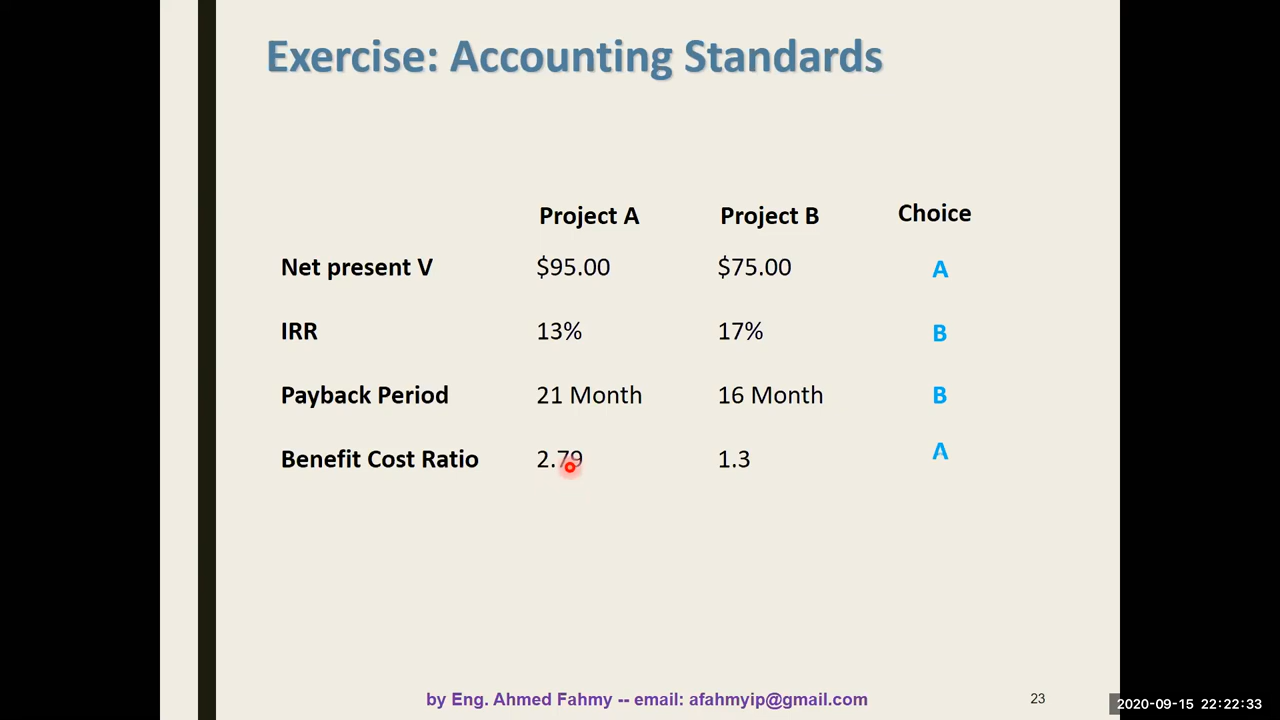 Exercise: Accounting Standards
Project A Project B Choice
Net present V $95.00 $75.00 A
IRR 13% 17% B
Payback Period 21 Month 16 Month B
Benefit Cost Ratio 2.79 1.3 A
by Eng. Ahmed Fahmy -- email: afahmyip@gmail.com 23
2020-09-15 22:22:33